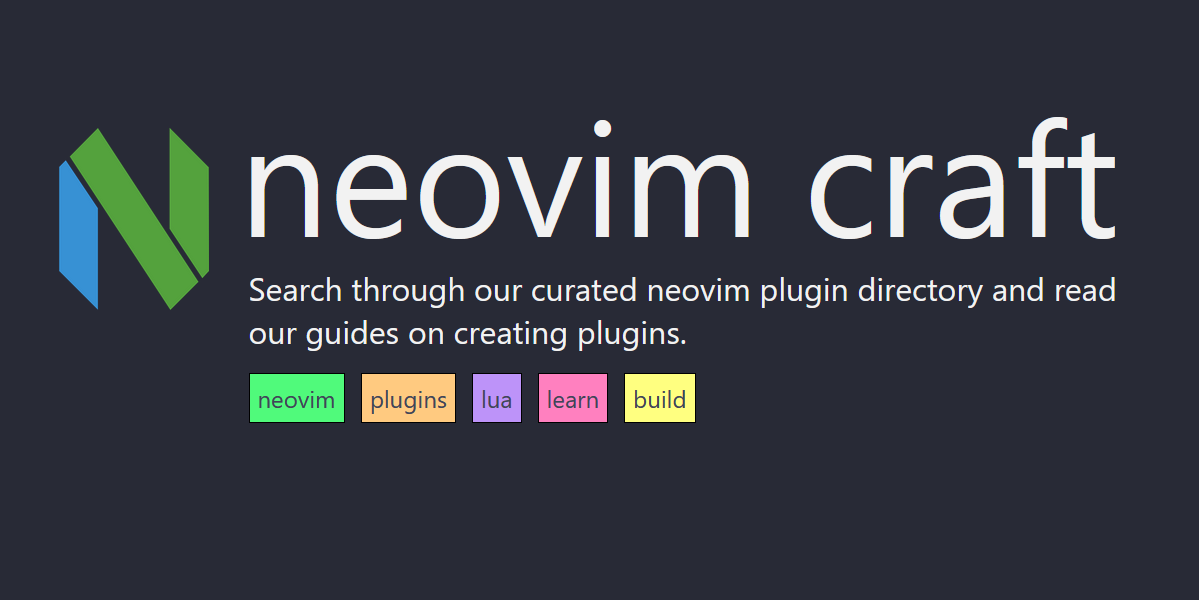 neovim craft
Search through our curated neovim plugin directory and read
our guides on creating plugins.
neovim plugins lua learn build